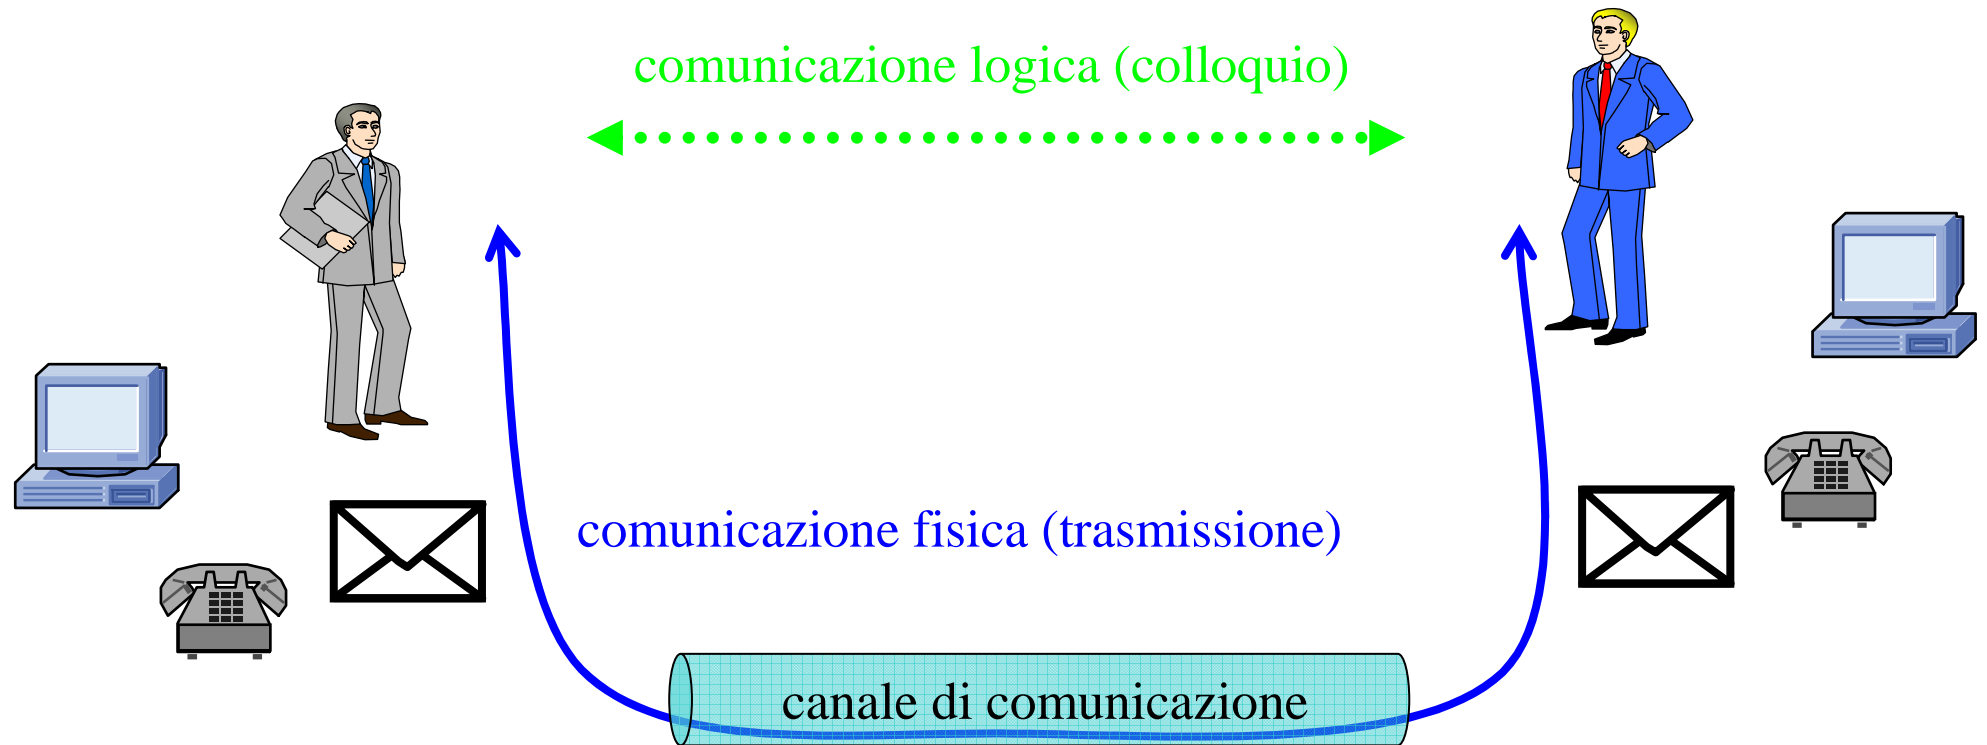 comunicazione logica (colloquio)
comunicazione fisica (trasmissione)
canale di comunicazione